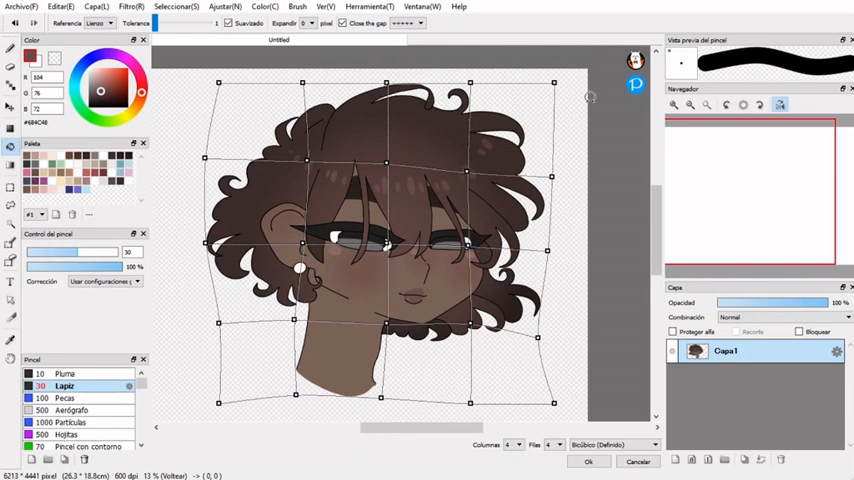 Archivo(F) Editar(E) Capa(L) Filtro(R) Seleccionar(S) Ajustar(N) Color(C) Brush Ver(V) Herramienta(T) Ventana(W) Help
Referencia Lienzo Tolerance 1 Suavizado Expandir 0 pixel Close the gap +++++
Untitled
Color
R 104
G 76
B 72
#684C48
Paleta
#1
Control del pincel
30
100 %
Corrección Usar configuraciones
Pincel
10 Pluma
30 Lapiz
100 Pecas
500 Aerógrafo
1000 Partículas
500 Hojitas
70 Pincel con contorno
Vista previa del pincel
Navegador
Capa
Opacidad 100 %
Combinación Normal
Proteger alfa Recorte Bloquear
Capa1
Columnas 4 Filas 4 Bicúbico (Definido)
Ok Cancelar
6213 * 4441 pixel (26.3 * 18.8cm) 600 dpi 13 % (Voltear) -> ( 0, 0)